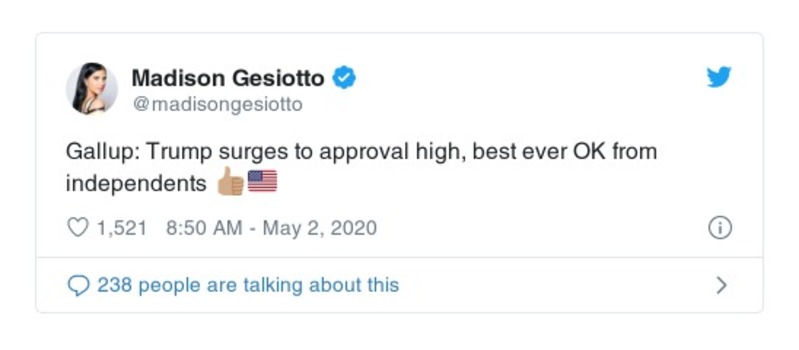 Madison Gesiotto
@madisongesiotto
Gallup: Trump surges to approval high, best ever OK from
independents 👍🏽🇺🇸
1,521 8:50 AM - May 2, 2020
238 people are talking about this